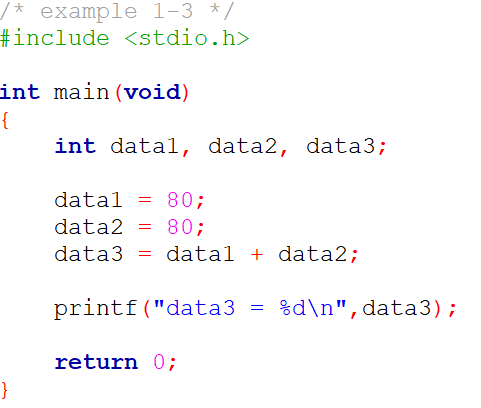 /* example 1-3 */
#include <stdio.h>

int main(void)
{
    int data1, data2, data3;

    data1 = 80;
    data2 = 80;
    data3 = data1 + data2;

    printf("data3 = %d\n",data3);

    return 0;
}